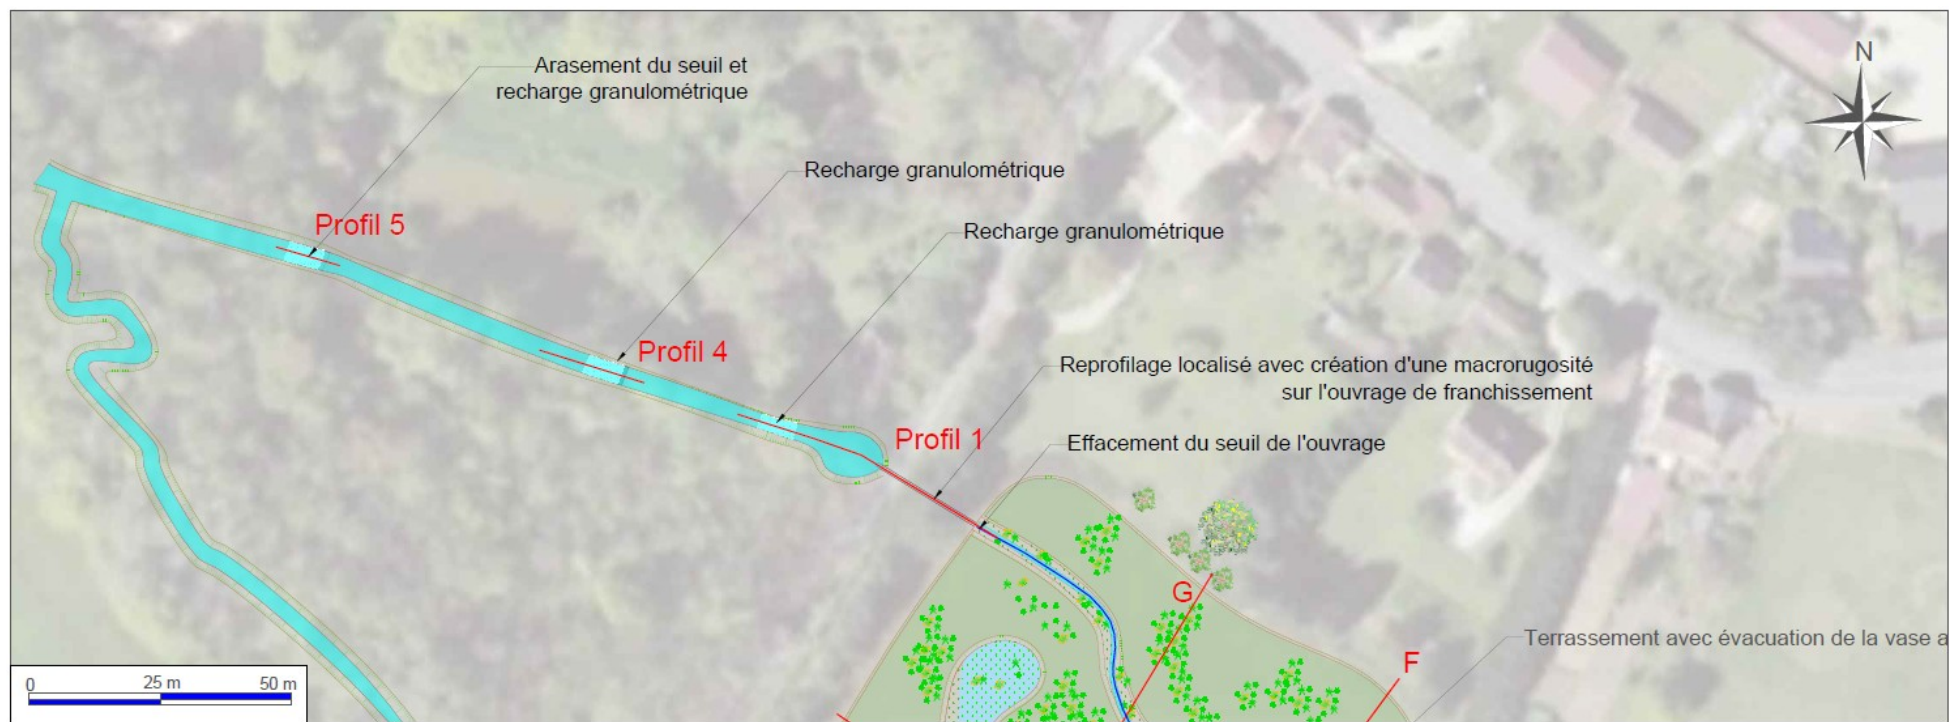 N
Arasement du seuil et
recharge granulométrique
Recharge granulométrique
Profil 5
Recharge granulométrique
Profil 4
Reprofilage localisé avec création d'une macrorugosité
sur l'ouvrage de franchissement
Profil 1
Effacement du seuil de l'ouvrage
G
Terrassement avec évacuation de la vase a
F
0 25 m 50 m